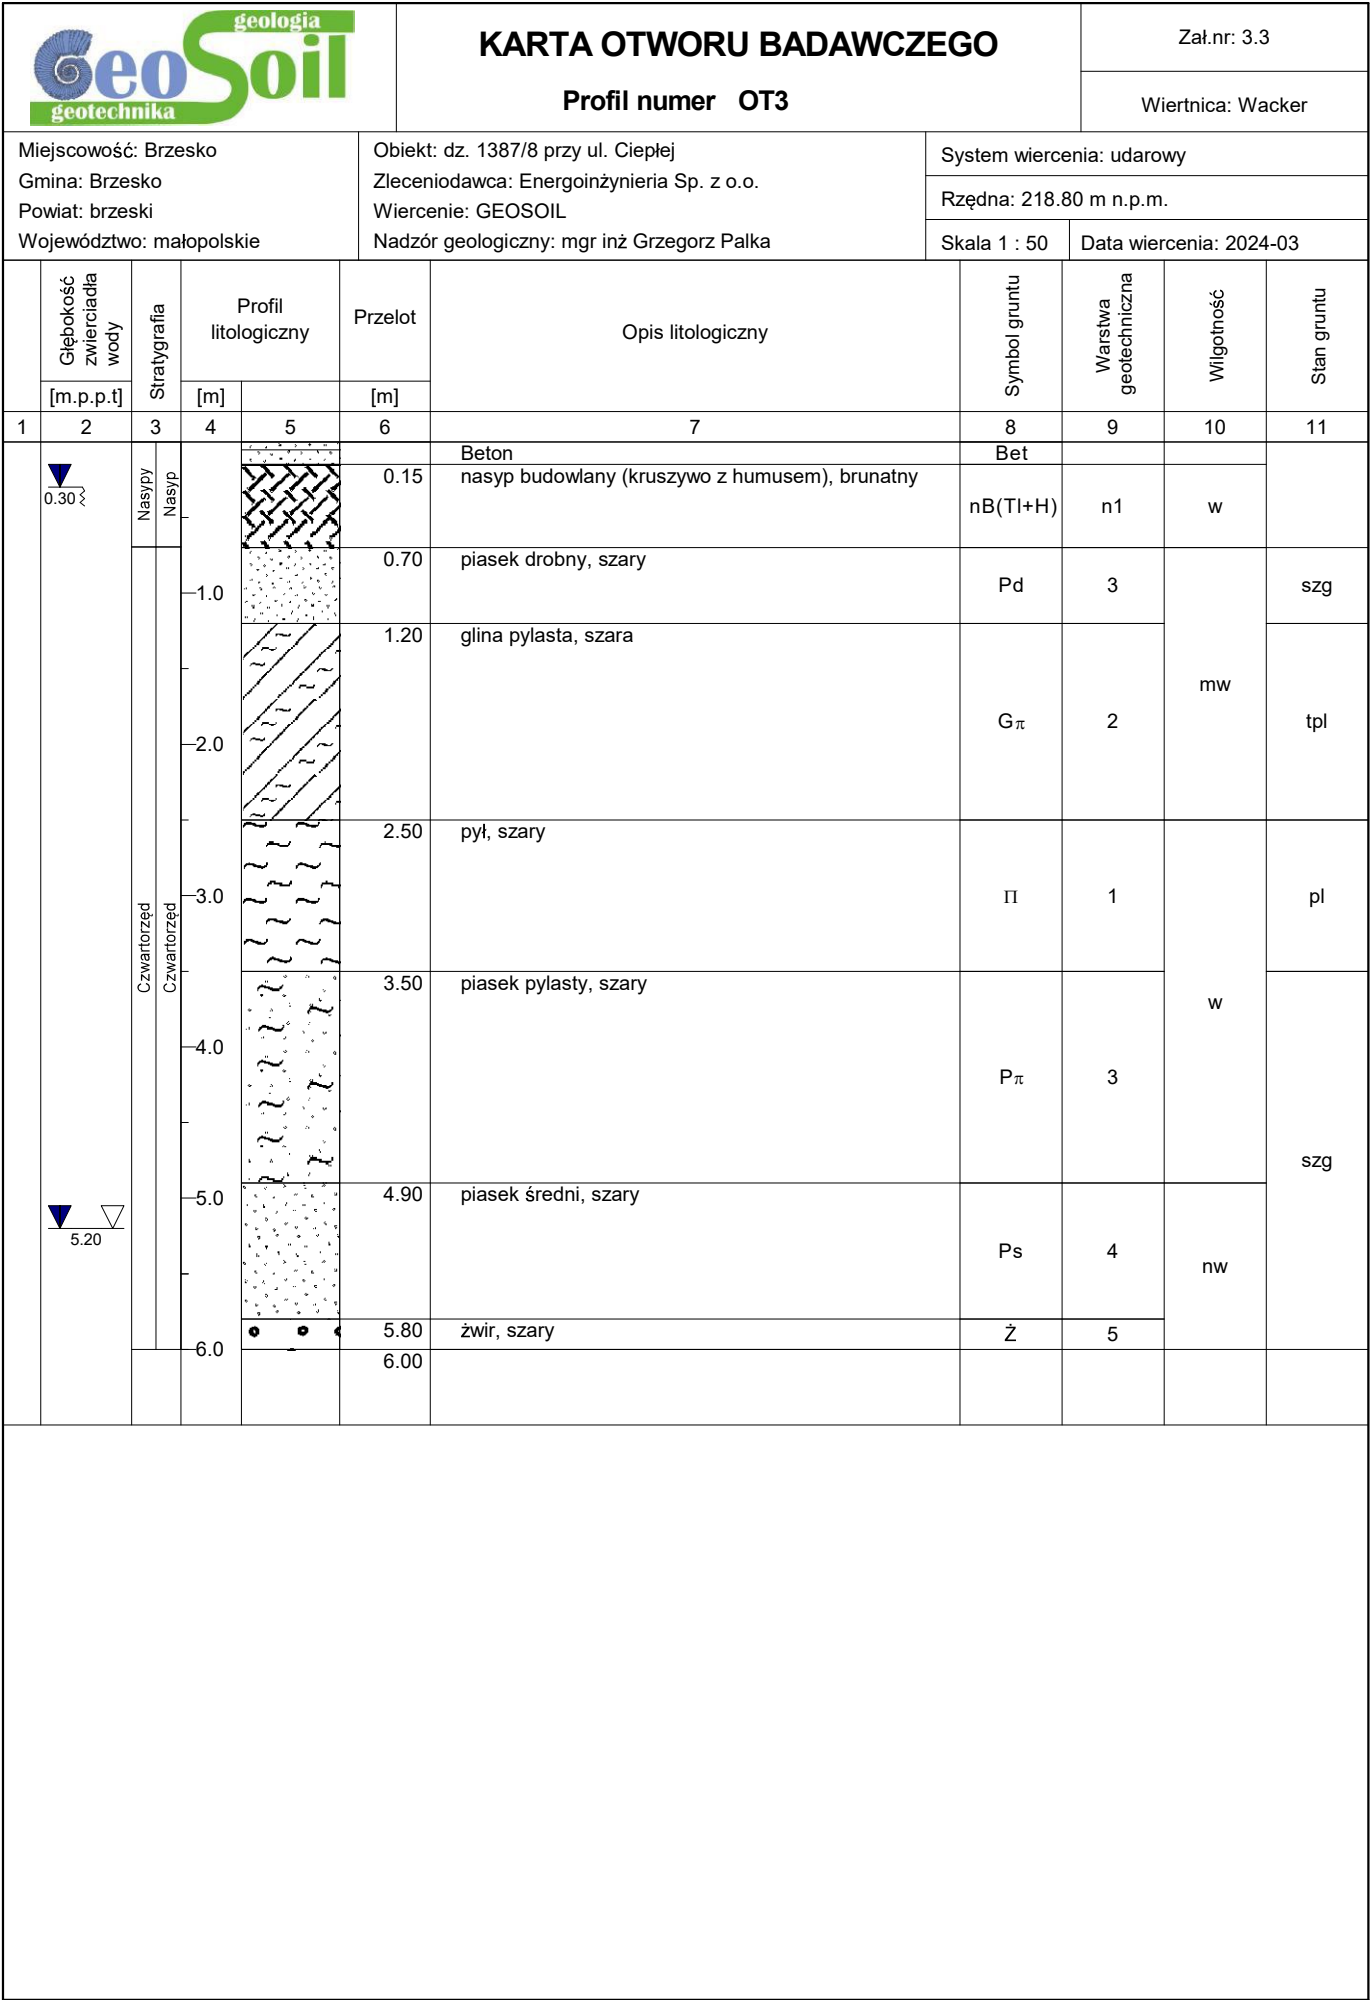 geologia
GeoSoil
geotechnika
KARTA OTWORU BADAWCZEGO
Profil numer OT3
Zał.nr: 3.3
Wiertnica: Wacker
Miejscowość: Brzesko
Gmina: Brzesko
Powiat: brzeski
Województwo: małopolskie
Obiekt: dz. 1387/8 przy ul. Ciepłej
Zleceniodawca: Energoinżynieria Sp. z o.o.
Wiercenie: GEOSOIL
Nadzór geologiczny: mgr inż Grzegorz Palka
System wiercenia: udarowy
Rzędna: 218.80 m n.p.m.
Skala 1 : 50
Data wiercenia: 2024-03
Głębokość
zwierciadła
wody
[m.p.p.t]
Stratygrafia
Profil
litologiczny
[m]
Przelot
[m]
Opis litologiczny
Symbol gruntu
Warstwa
geotechniczna
Wilgotność
Stan gruntu
1 2 3 4 5 6 7 8 9 10 11
Beton Bet
0.30
Nasypy
Nasyp
0.15 nasyp budowlany (kruszywo z humusem), brunatny
nB(Tl+H) n1 w
0.70 piasek drobny, szary
1.0
Pd 3 szg
1.20 glina pylasta, szara
mw
2.0
Gπ 2 tpl
2.50 pył, szary
3.0
Π 1 pl
Czwartorzęd
Czwartorzęd
3.50 piasek pylasty, szary
w
4.0
Pπ 3
szg
5.0
4.90 piasek średni, szary
5.20
Ps 4
nw
5.80 żwir, szary Ż 5
6.0
6.00